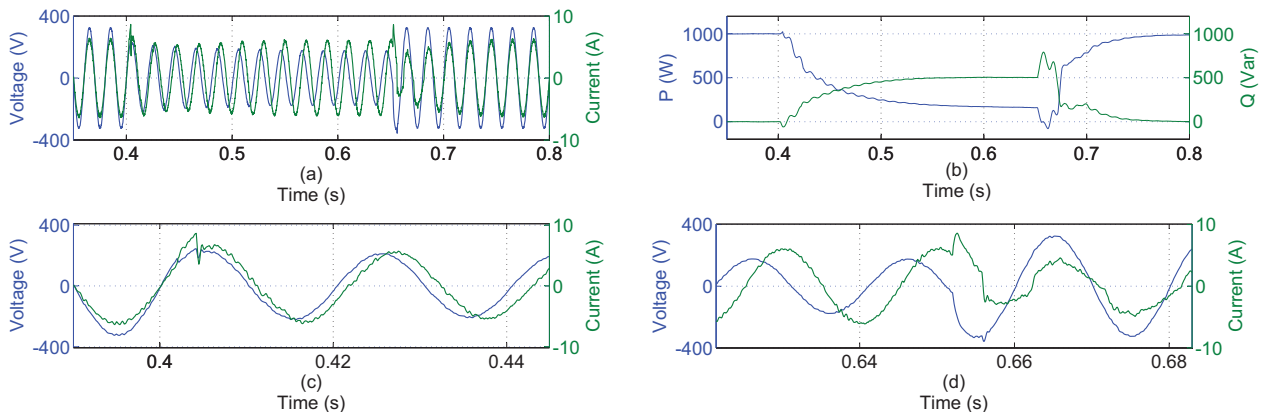 400
0
-400
Voltage (V)
10
0
-10
Current (A)
0.4 0.5 0.6 0.7 0.8
(a)
Time (s)
1000
500
0
P (W)
1000
500
0
Q (Var)
0.4 0.5 0.6 0.7 0.8
(b)
Time (s)
400
0
-400
Voltage (V)
10
0
-10
Current (A)
0.4 0.42 0.44
(c)
Time (s)
400
0
-400
Voltage (V)
10
0
-10
Current (A)
0.64 0.66 0.68
(d)
Time (s)